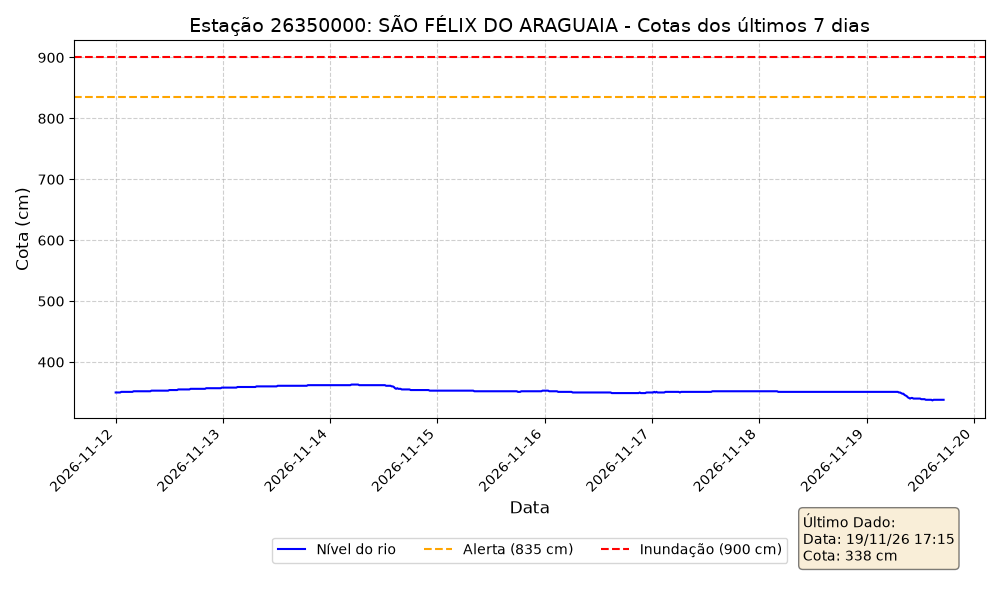 Estação 26350000: SÃO FÉLIX DO ARAGUAIA - Cotas dos últimos 7 dias
Cota (cm)
900
800
700
600
500
400
2026-11-12
2026-11-13
2026-11-14
2026-11-15
2026-11-16
2026-11-17
2026-11-18
2026-11-19
2026-11-20
Data
Nível do rio
Alerta (835 cm)
Inundação (900 cm)
Último Dado:
Data: 19/11/26 17:15
Cota: 338 cm